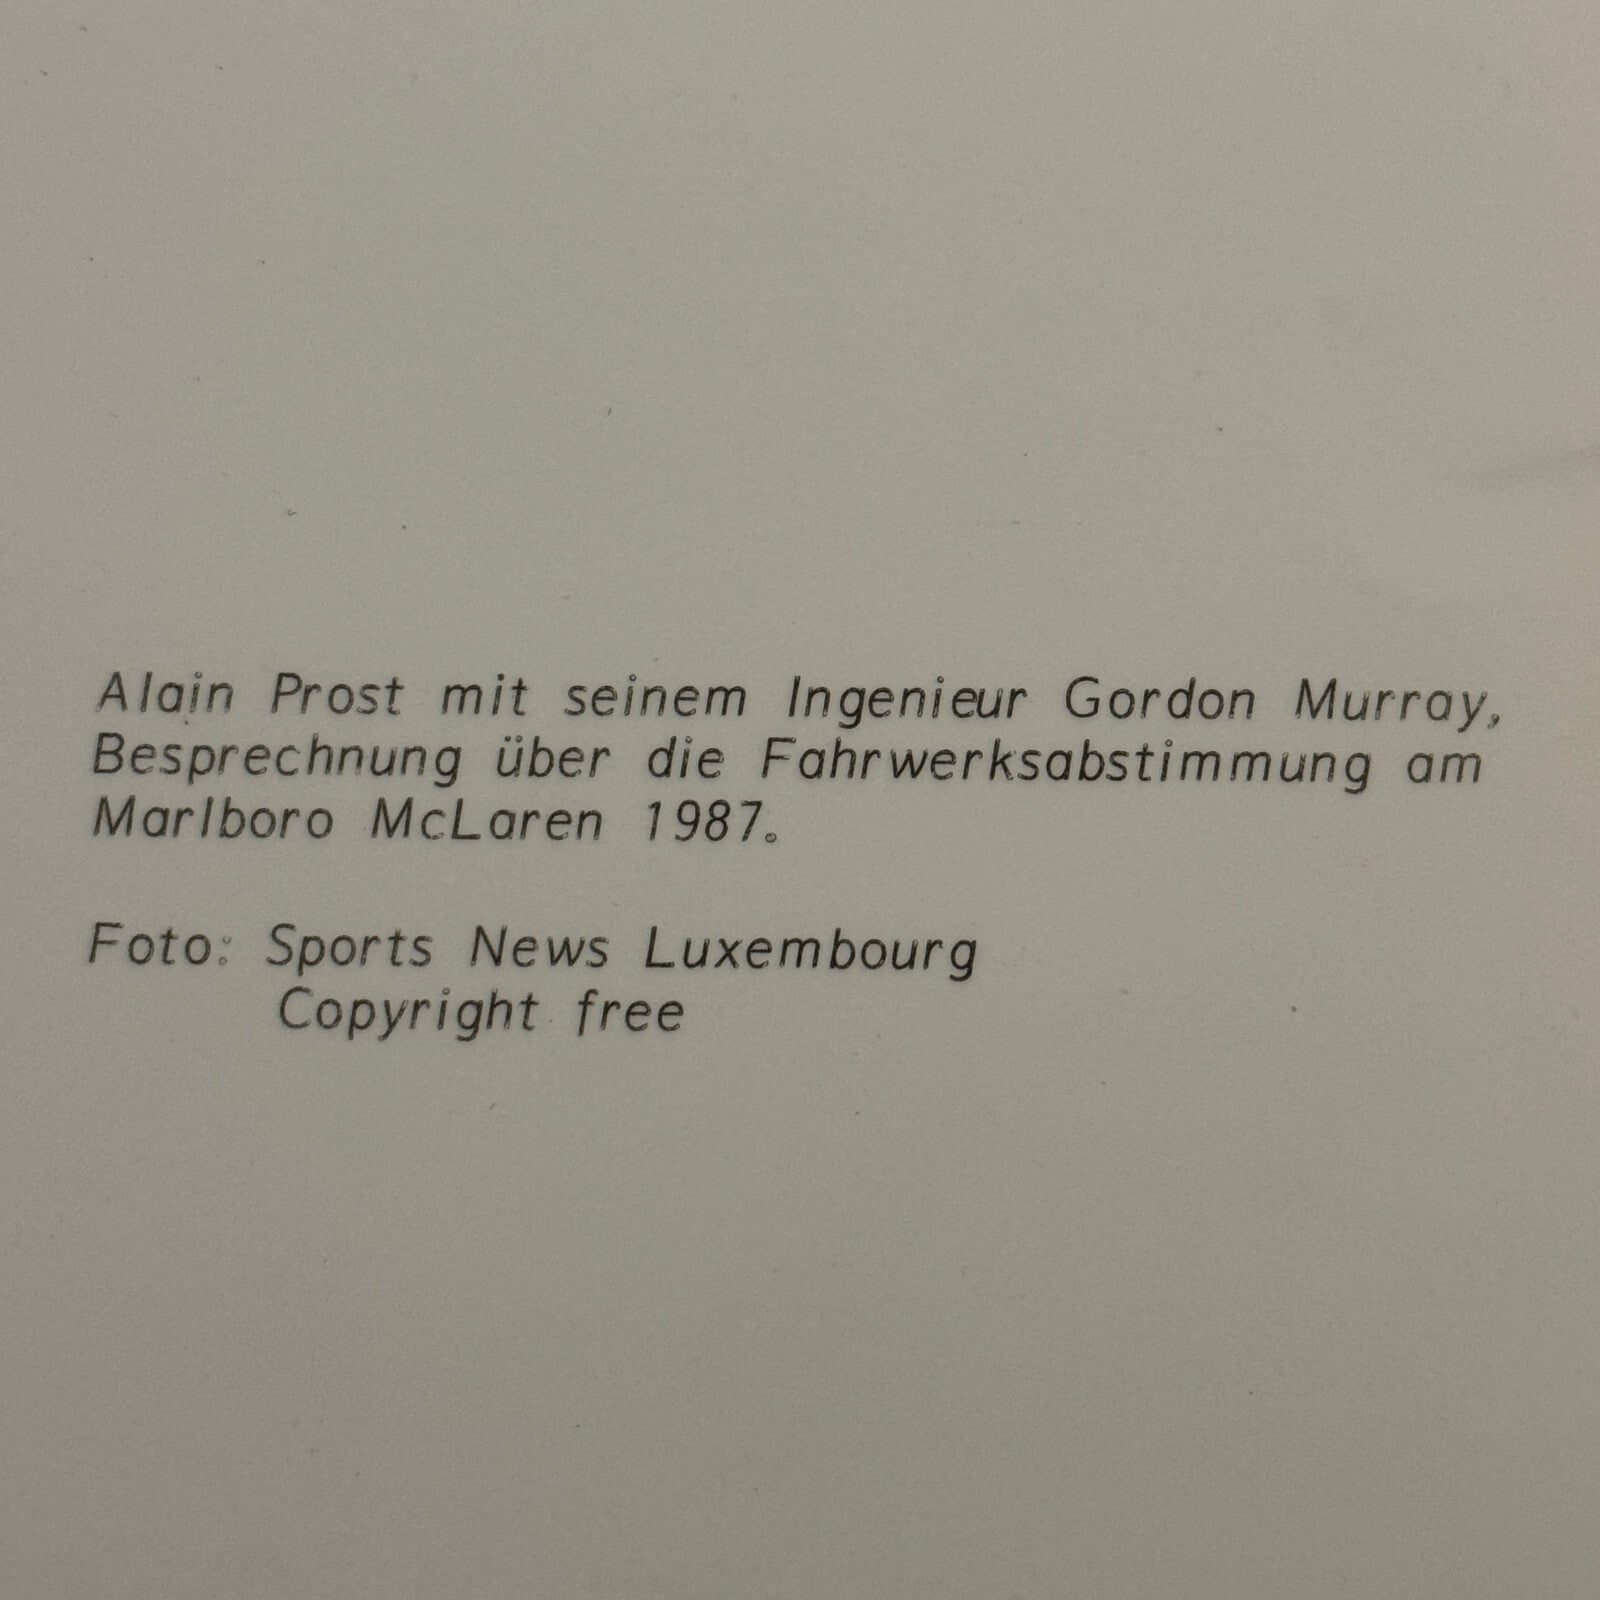 Alain Prost mit seinem Ingenieur Gordon Murray,
Besprechnung über die Fahrwerksabstimmung am
Marlboro McLaren 1987.
Foto: Sports News Luxembourg
Copyright free